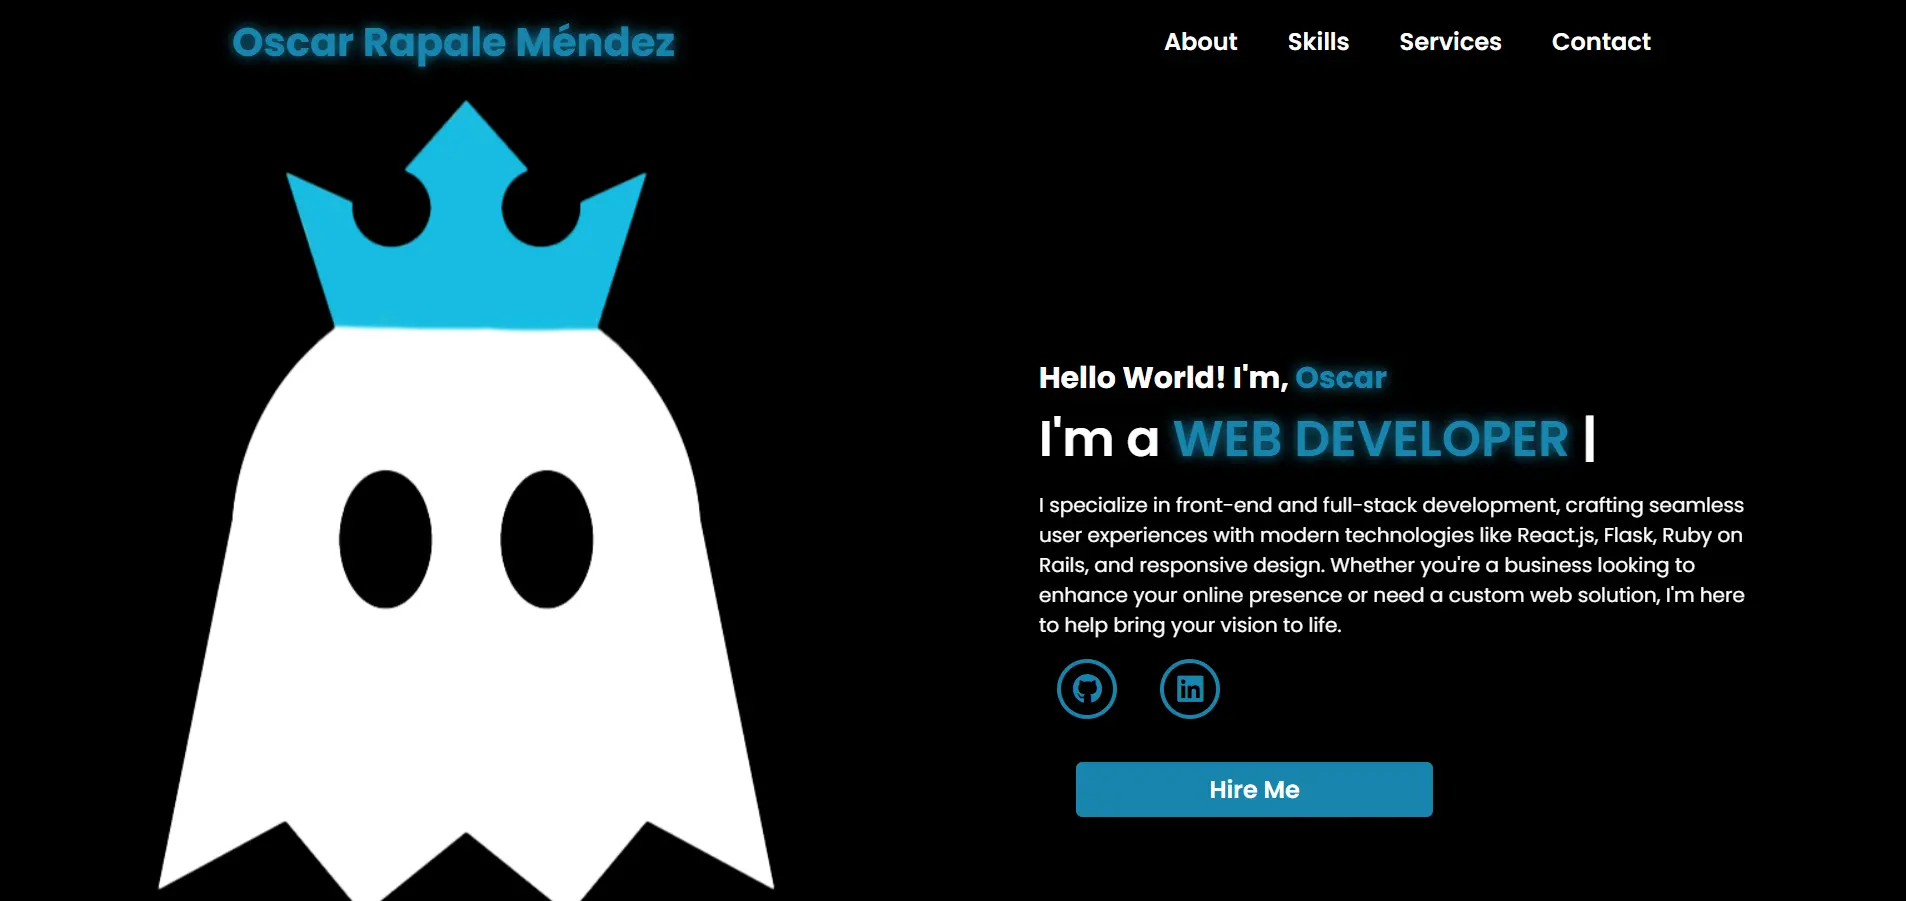 Oscar Rapale Méndez
About
Skills
Services
Contact
Hello World! I'm, Oscar
I'm a WEB DEVELOPER |
I specialize in front-end and full-stack development, crafting seamless
user experiences with modern technologies like React.js, Flask, Ruby on
Rails, and responsive design. Whether you're a business looking to
enhance your online presence or need a custom web solution, I'm here
to help bring your vision to life.
in
Hire Me